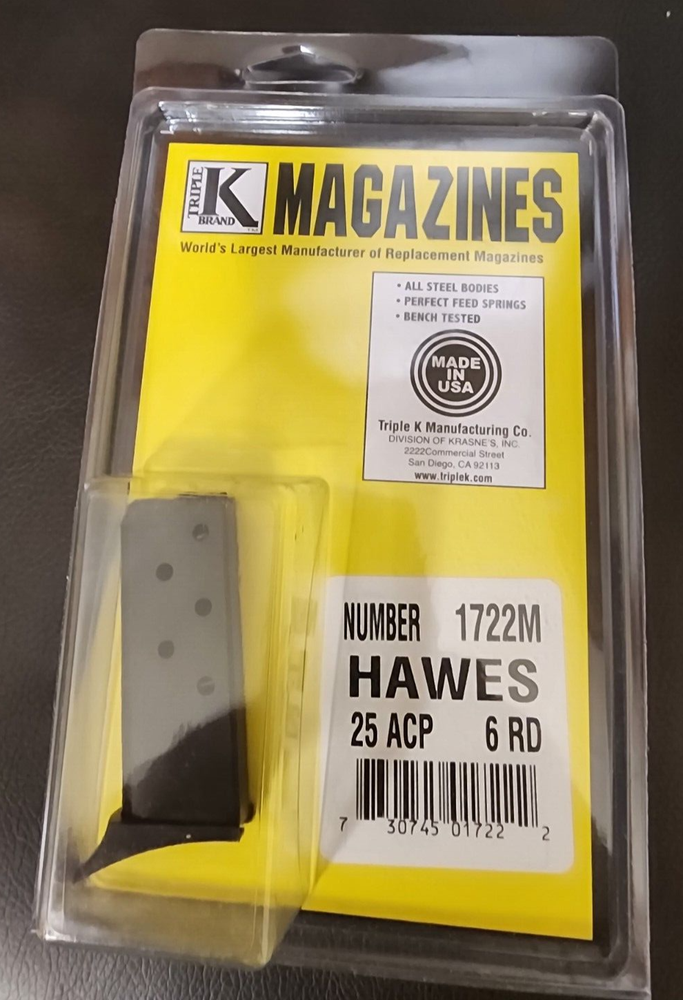 TRIPLE K BRAND MAGAZINES
World's Largest Manufacturer of Replacement Magazines
• ALL STEEL BODIES
• PERFECT FEED SPRINGS
• BENCH TESTED
MADE
IN
USA
Triple K Manufacturing Co.
DIVISION OF KRASNE'S, INC.
2222Commercial Street
San Diego, CA 92113
www.triplek.com
NUMBER 1722M
HAWES
25 ACP 6 RD
7 30745 01722 2